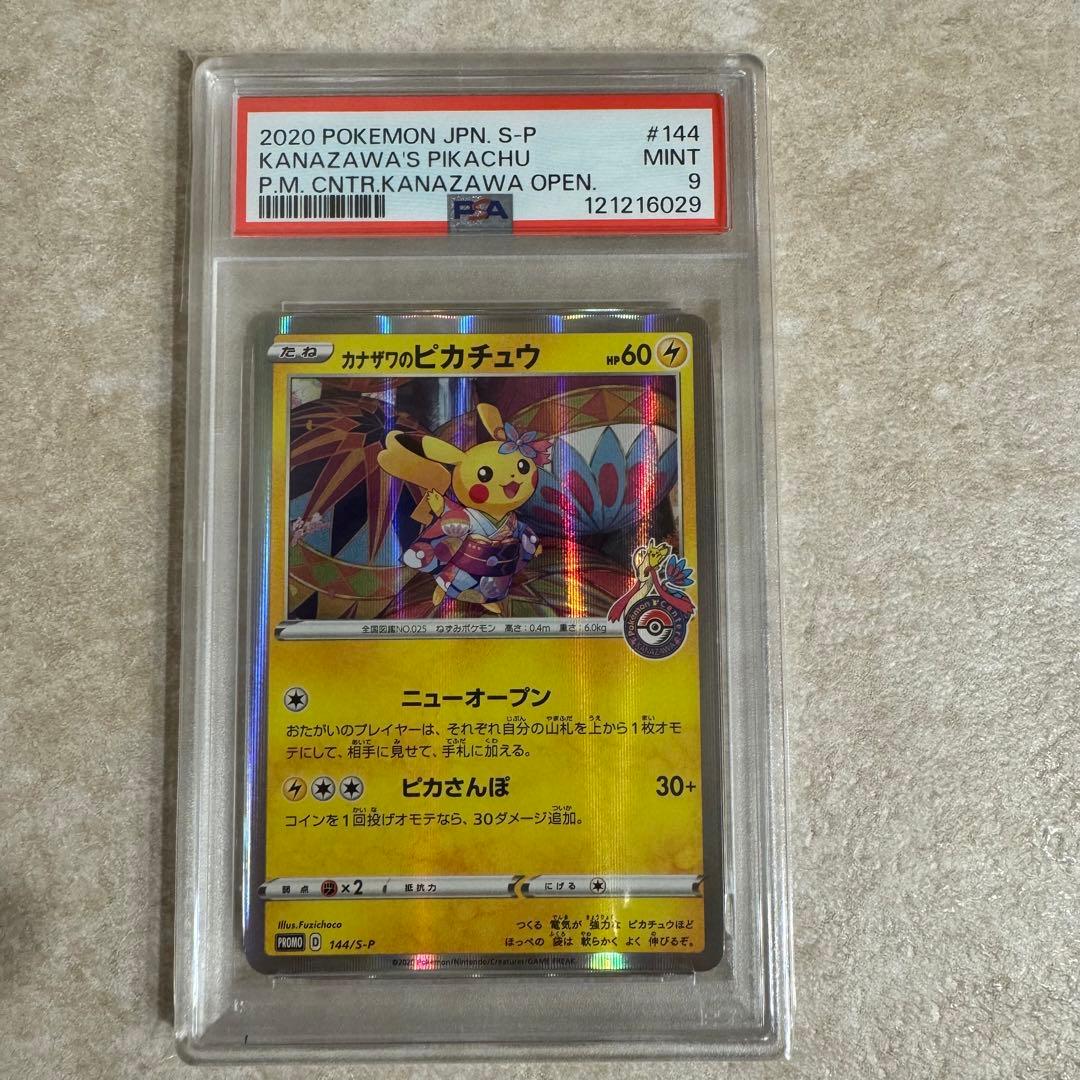 2020 POKEMON JPN. S-P #144
KANAZAWA'S PIKACHU MINT
P.M. CNTR.KANAZAWA OPEN. 9
PSA 121216029
たね カナザワのピカチュウ HP60
全国図鑑NO.025 ねずみポケモン 高さ:0.4m 重さ:6.0kg
Pokémon Center
KANAZAWA
ニューオープン
おたがいのプレイヤーは、それぞれ自分の山札を上から1枚オモ
テにして、相手に見せて、手札に加える。
ピカさんぽ 30+
コインを1回投げオモテなら、30ダメージ追加。
弱点 ×2 抵抗力 にげる
Illus.Fuzichoco
つくる 電気が 強力な ピカチュウほど
PROMO D 144/S-P
ほっぺの 袋は 軟らかく よく 伸びるぞ。
©2020 Pokémon/Nintendo/Creatures/GAME FREAK.